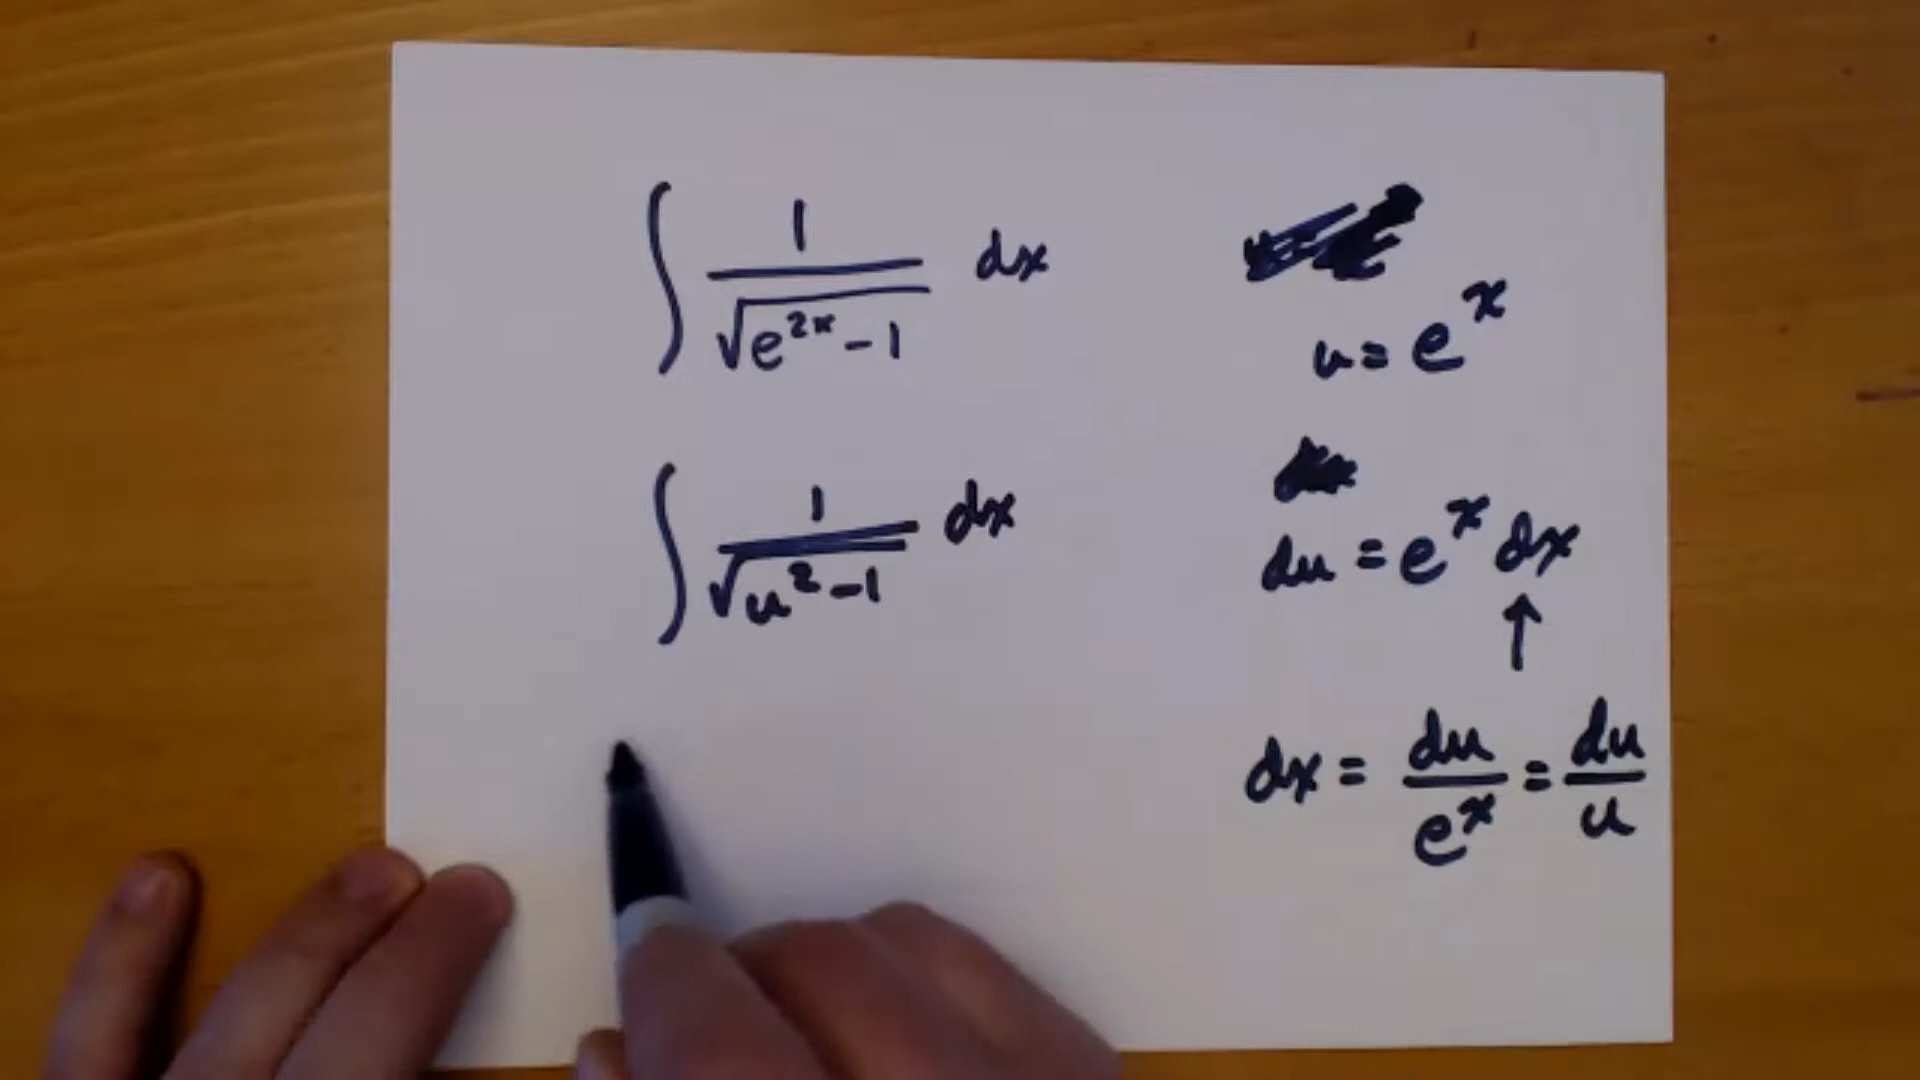 ∫ 1/√(e^{2x} - 1) dx
u = e^x
∫ 1/√(u² - 1) dx
du = e^x dx
↑
dx = du/e^x = du/u